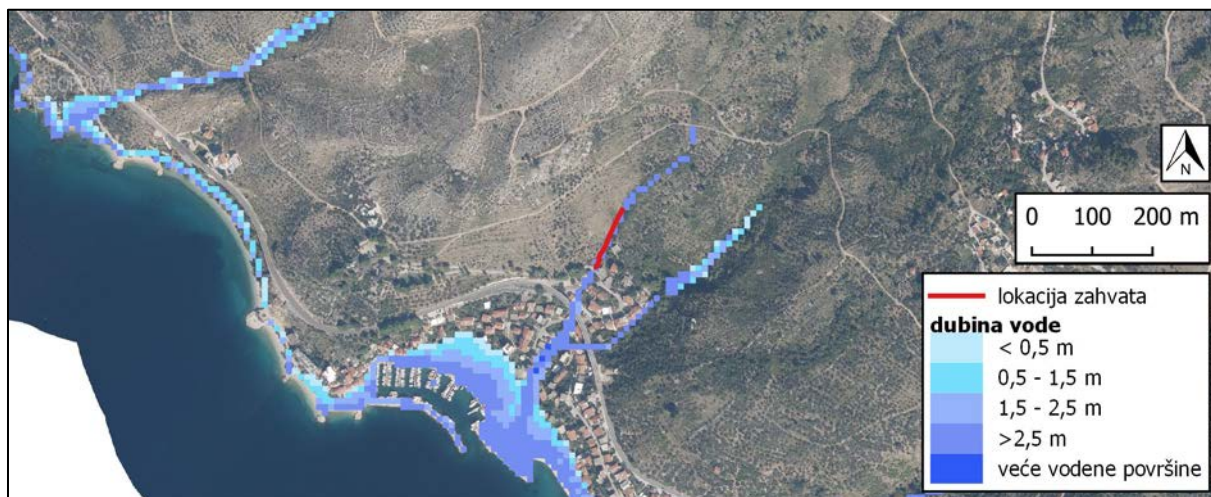 N
0 100 200 m
lokacija zahvata
dubina vode
< 0,5 m
0,5 - 1,5 m
1,5 - 2,5 m
>2,5 m
veće vodene površine